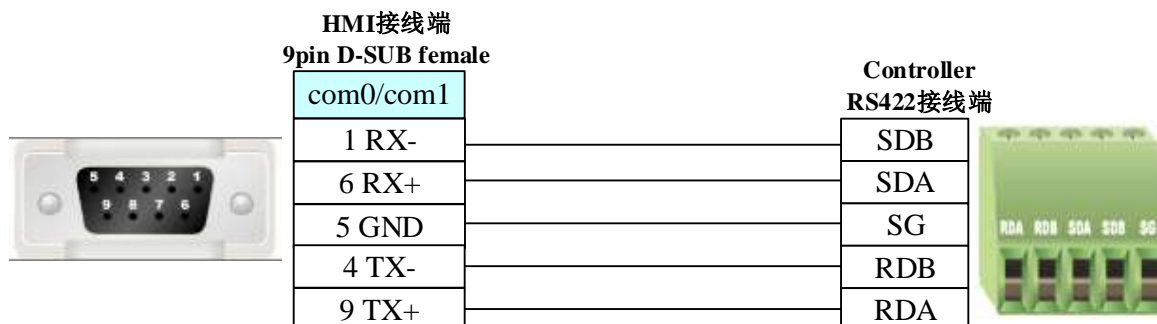 HMI接线端
9pin D-SUB female
com0/com1
1 RX-
6 RX+
5 GND
4 TX-
9 TX+
Controller
RS422接线端
SDB
SDA
SG
RDB
RDA
5 4 3 2 1
9 8 7 6
RDA RDB SDA SDB SG